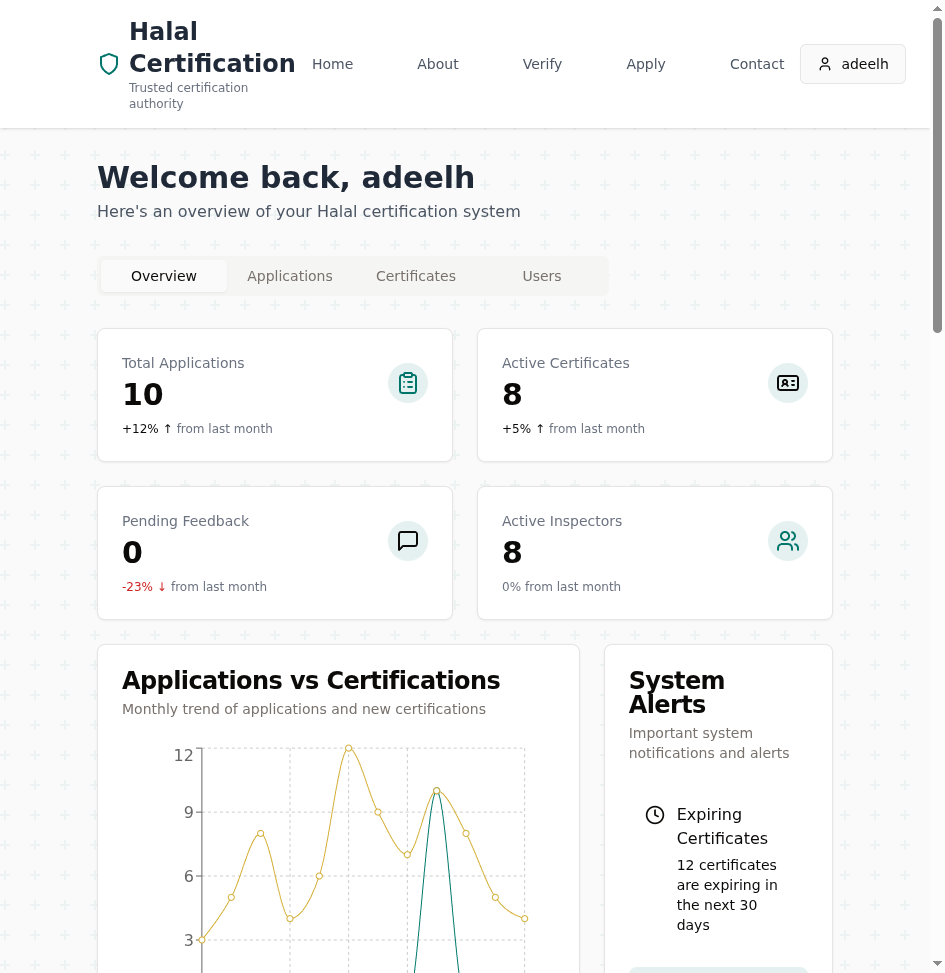 Halal
Certification
Trusted certification
authority
Home
About
Verify
Apply
Contact
adeelh
Welcome back, adeelh
Here's an overview of your Halal certification system
Overview
Applications
Certificates
Users
Total Applications
10
+12% ↑ from last month
Active Certificates
8
+5% ↑ from last month
Pending Feedback
0
-23% ↓ from last month
Active Inspectors
8
0% from last month
Applications vs Certifications
Monthly trend of applications and new certifications
12
9
6
3
System
Alerts
Important system
notifications and alerts
Expiring
Certificates
12 certificates
are expiring in
the next 30
days